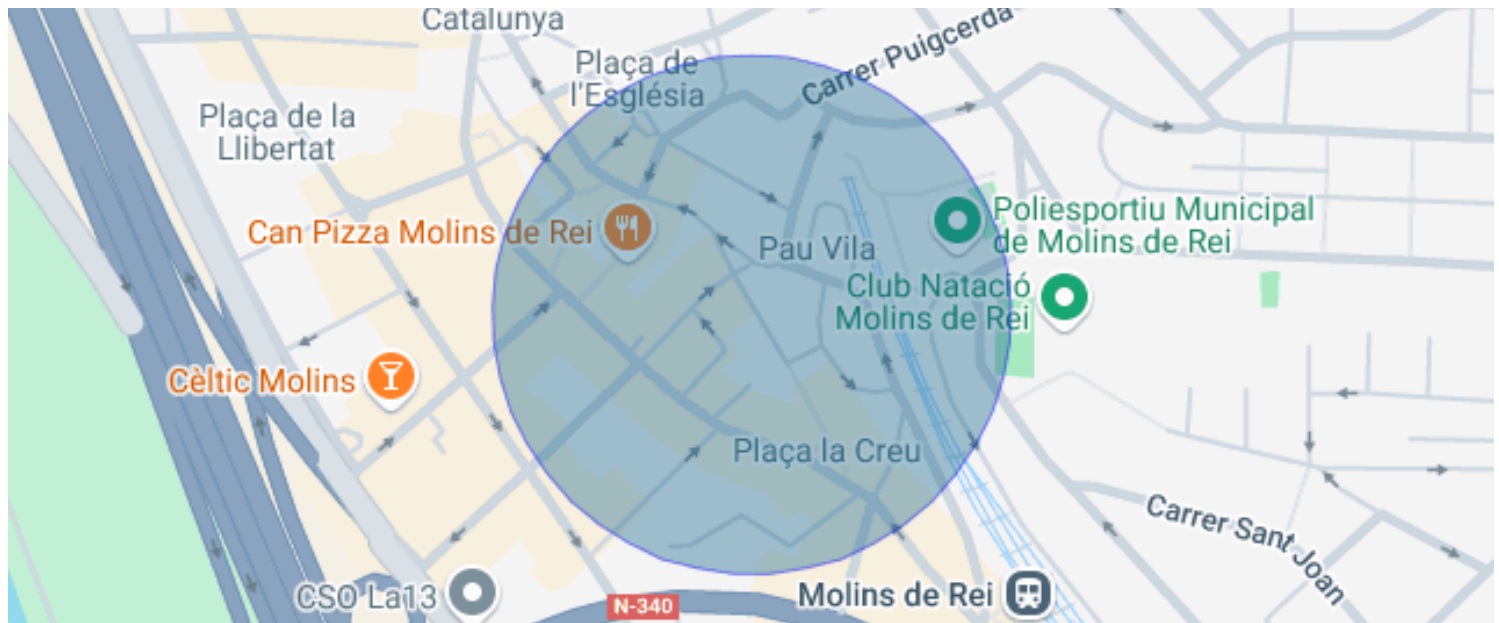 Catalunya
Plaça de
l'Església
Carrer Puigcerda
Plaça de la
Llibertat
Can Pizza Molins de Rei
Poliesportiu Municipal
de Molins de Rei
Pau Vila
Club Natació
Molins de Rei
Cèltic Molins
Plaça la Creu
Carrer Sant Joan
CSO La13
N-340
Molins de Rei